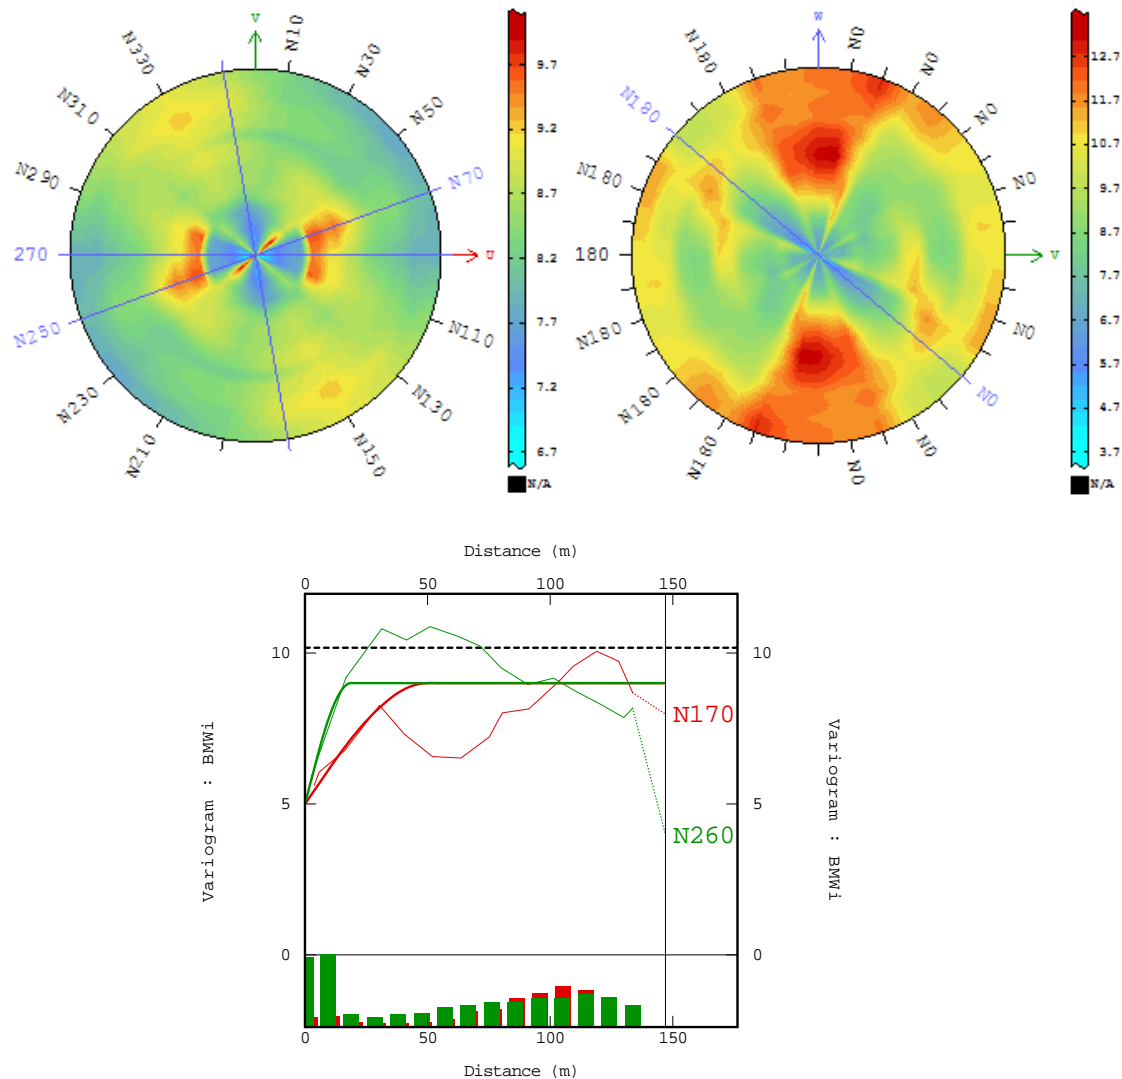 V
N10
N30
N50
N70
U
N110
N130
N150
N210
N230
N250
270
N290
N310
N330
9.7
9.2
8.7
8.2
7.7
7.2
6.7
N/A
W
N0
N0
N0
N0
V
N0
N0
N0
N0
N180
N180
N180
180
N180
N180
N180
12.7
11.7
10.7
9.7
8.7
7.7
6.7
5.7
4.7
3.7
N/A
Distance (m)
0 50 100 150
10 10
5 5
0 0
Variogram : BMWi
Variogram : BMWi
N170
N260
0 50 100 150
Distance (m)